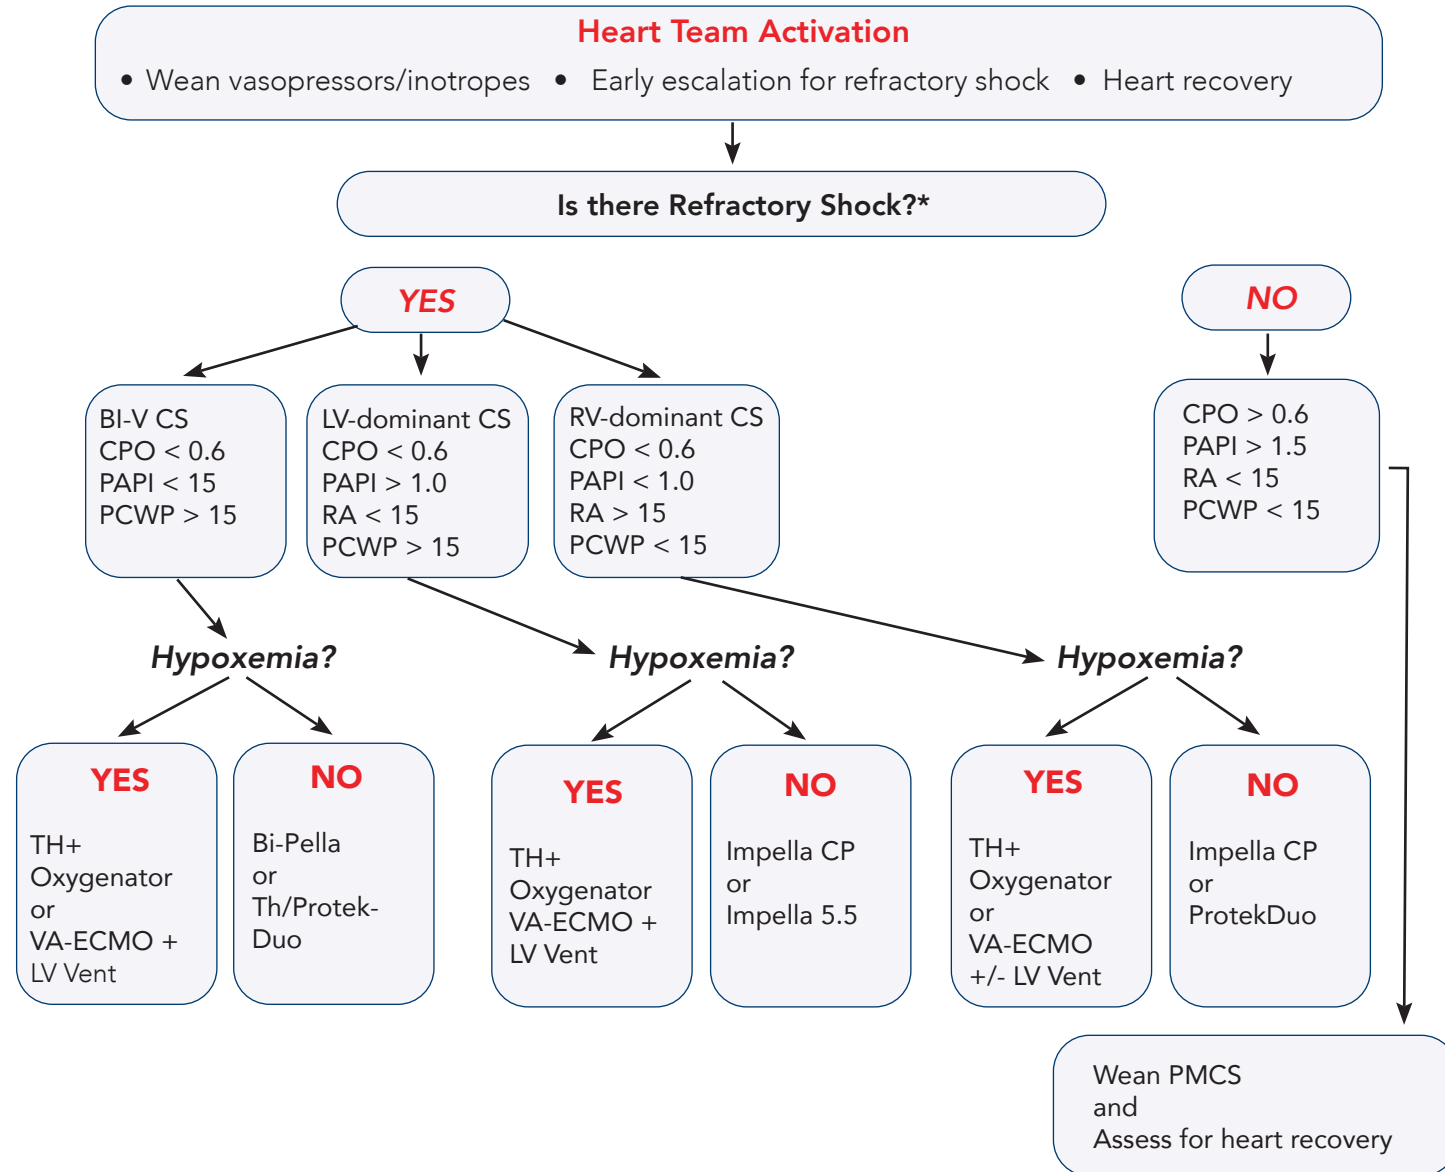 Heart Team Activation
• Wean vasopressors/inotropes • Early escalation for refractory shock • Heart recovery
Is there Refractory Shock?*
YES
NO
BI-V CS
CPO < 0.6
PAPI < 15
PCWP > 15
LV-dominant CS
CPO < 0.6
PAPI > 1.0
RA < 15
PCWP > 15
RV-dominant CS
CPO < 0.6
PAPI < 1.0
RA > 15
PCWP < 15
CPO > 0.6
PAPI > 1.5
RA < 15
PCWP < 15
Hypoxemia?
Hypoxemia?
Hypoxemia?
YES
TH+
Oxygenator
or
VA-ECMO +
LV Vent
NO
Bi-Pella
or
Th/Protek-
Duo
YES
TH+
Oxygenator
VA-ECMO +
LV Vent
NO
Impella CP
or
Impella 5.5
YES
TH+
Oxygenator
or
VA-ECMO
+/- LV Vent
NO
Impella CP
or
ProtekDuo
Wean PMCS
and
Assess for heart recovery